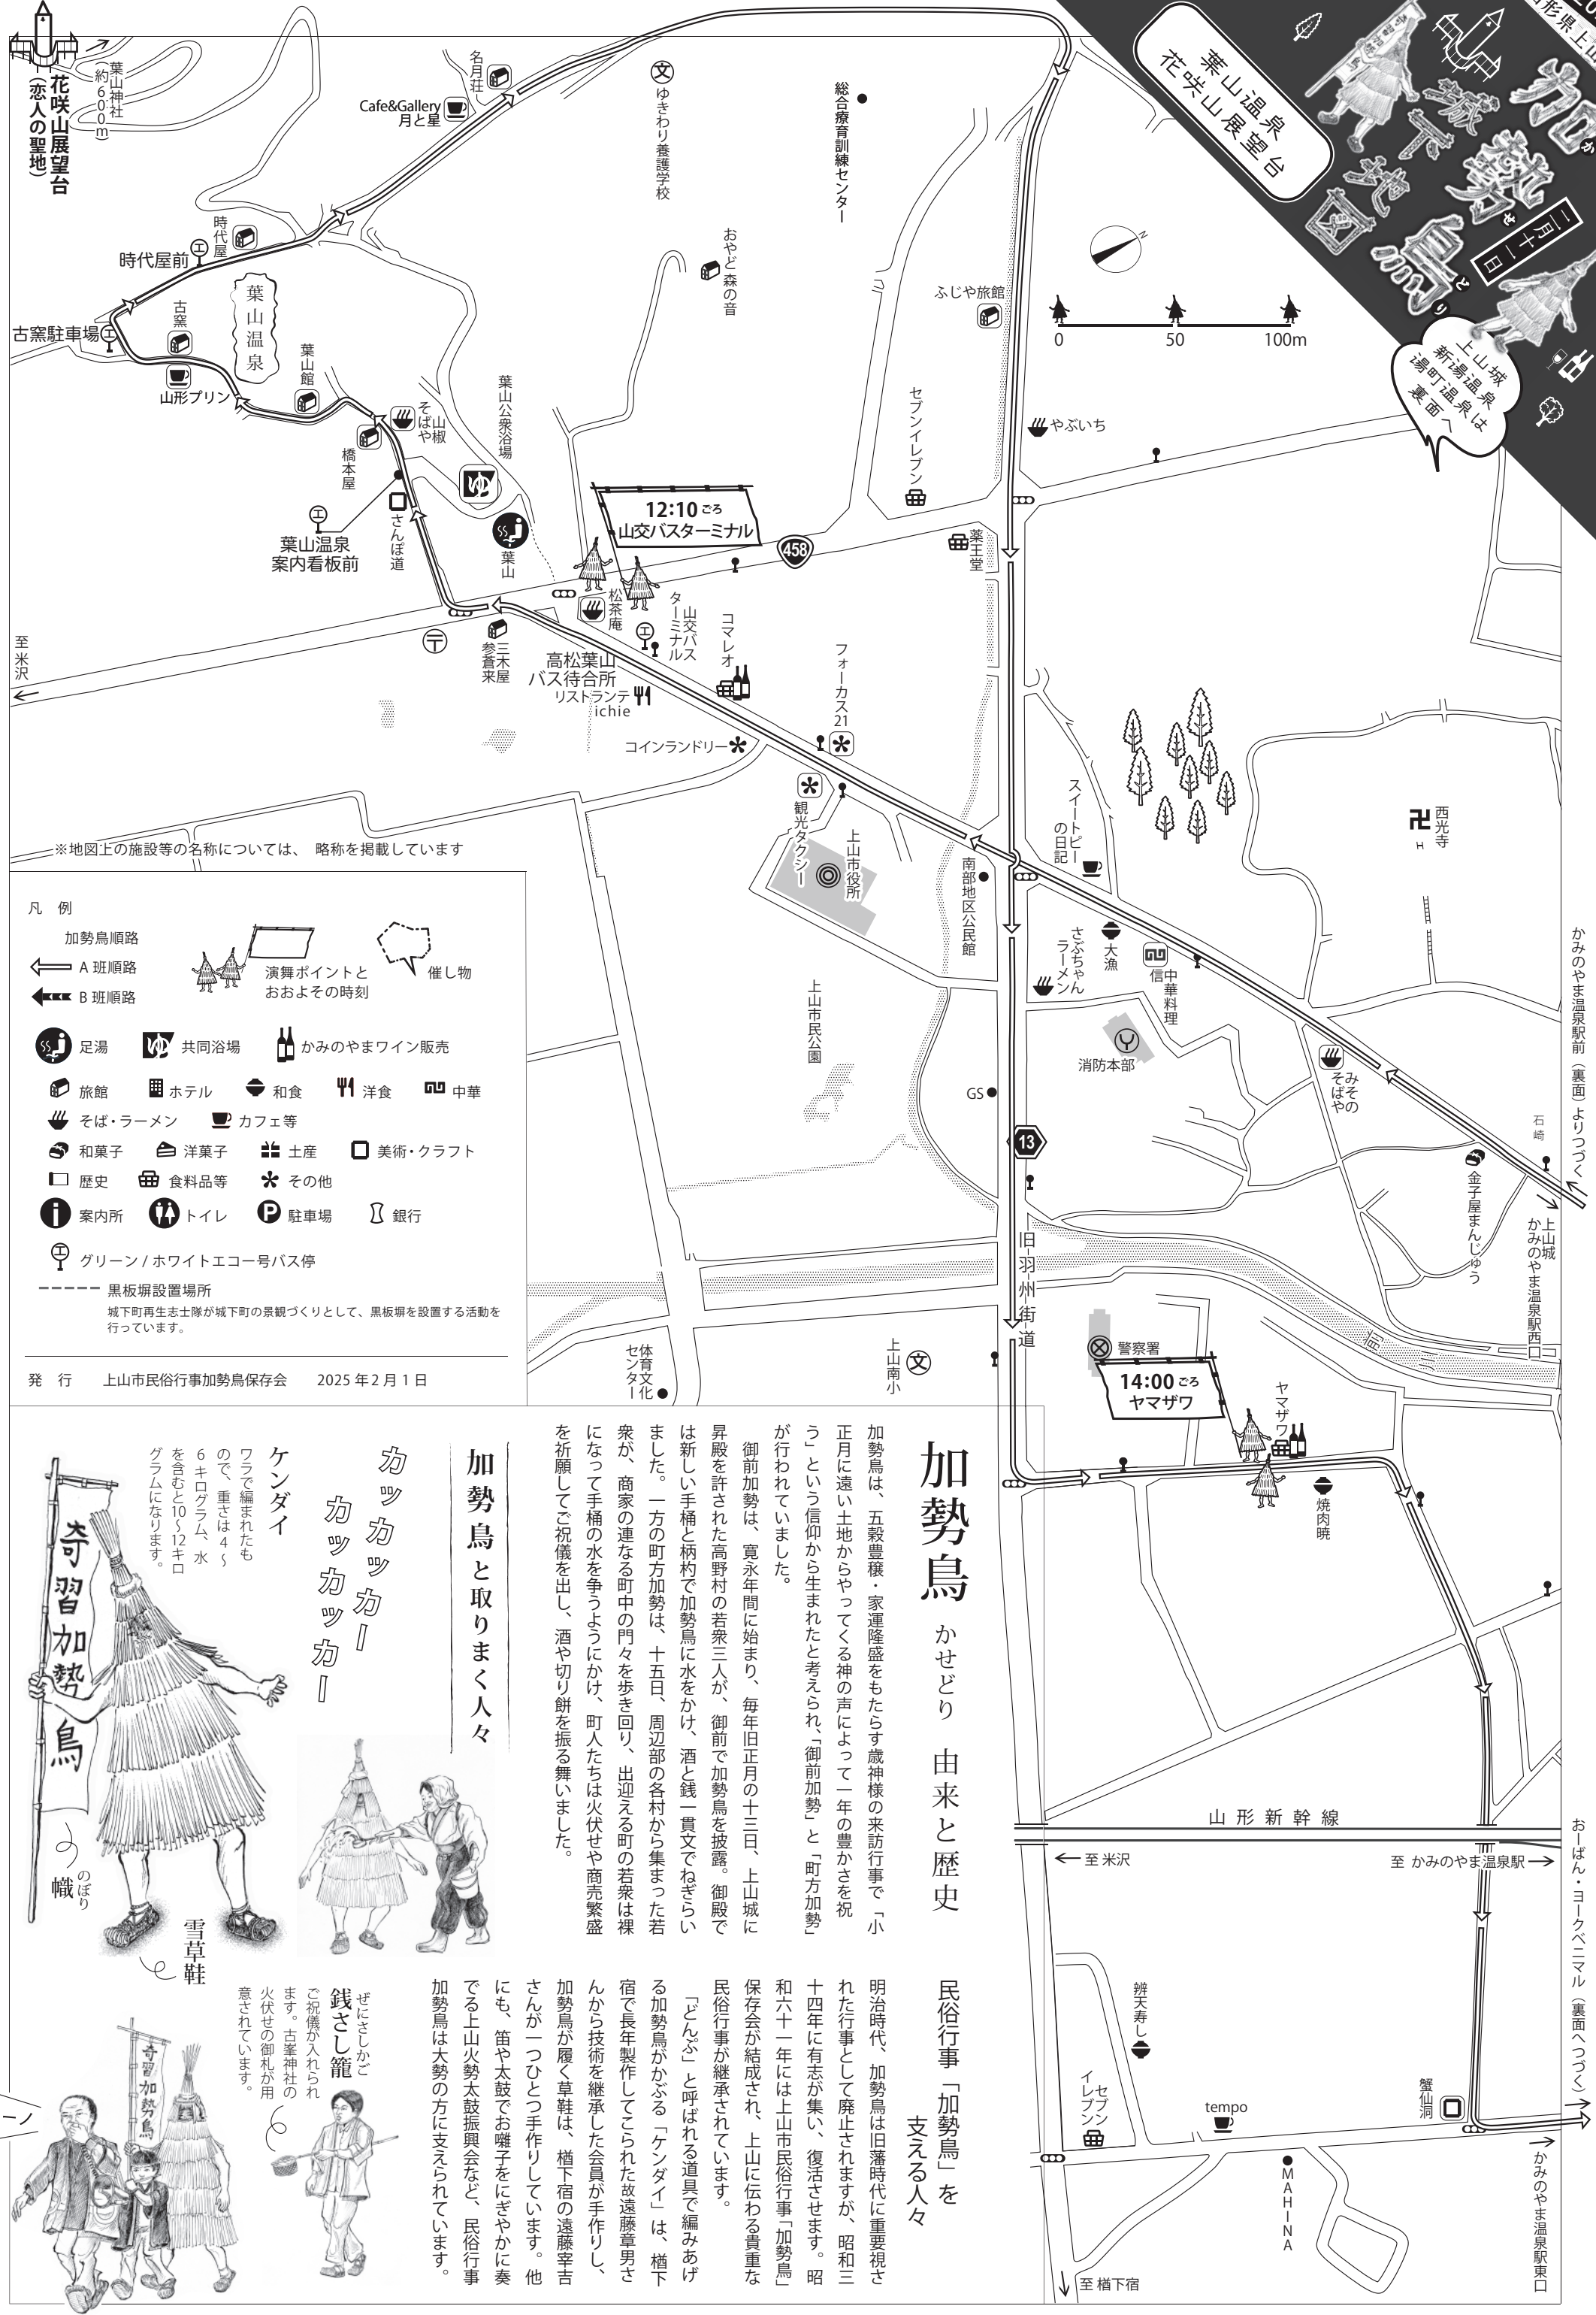 加勢鳥
かせどり
城下地図
二月十一日
葉山温泉
花咲山展望台
上山城
新湯温泉
湯町温泉は
裏面へ
花咲山展望台
（恋人の聖地）
葉山神社
（約600m）
名月荘
Cafe&Gallery
月と星
ゆきわり養護学校
総合療育訓練センター
時代屋
時代屋前
おやど 森の音
古窯駐車場
古窯
葉山温泉
山形プリン
葉山館
そばや
山椒
葉山公衆浴場
ゆ
橋本屋
さんぽ道
葉山温泉
案内看板前
葉山
12:10 ごろ
山交バスターミナル
458
ふじや旅館
N
0 50 100m
セブンイレブン
やぶいち
薬王堂
至 米沢
三木屋
参蒼来
松茶庵
山交バス
ターミナル
コマレオ
高松葉山
バス待合所
リストランテ
ichie
コインランドリー
フォーカス21
観光タクシー
上山市役所
スイートピー
の日記
西光寺
南部地区公民館
さぶちゃん
ラーメン
大漁
中華料理
信
消防本部
上山市民公園
GS
13
みその
そばや
石崎
金子屋まんじゅう
かみのやま温泉駅前（裏面）よりつづく
上山城
かみのやま温泉駅西口
旧羽州街道
前川
体育文化
センター
上山南小
文
警察署
14:00 ごろ
ヤマザワ
ヤマザワ
焼肉暁
山形新幹線
至 米沢
至 かみのやま温泉駅
おーばん・ヨークベニマル（裏面へつづく）
辨天寿し
セブン
イレブン
tempo
蟹仙洞
MAHINA
かみのやま温泉駅東口
至 楢下宿
※地図上の施設等の名称については、 略称を掲載しています
凡 例
加勢鳥順路
A 班順路
B 班順路
演舞ポイントと
おおよその時刻
催し物
足湯
共同浴場
かみのやまワイン販売
旅館
ホテル
和食
洋食
中華
そば・ラーメン
カフェ等
和菓子
洋菓子
土産
美術・クラフト
歴史
食料品等
その他
案内所
トイレ
駐車場
銀行
グリーン / ホワイトエコー号バス停
黒板塀設置場所
城下町再生志士隊が城下町の景観づくりとして、黒板塀を設置する活動を
行っています。
発 行 上山市民俗行事加勢鳥保存会 2025 年 2 月 1 日
加勢鳥 かせどり 由来と歴史
加勢鳥は、五穀豊穣・家運隆盛をもたらす歳神様の来訪行事で「小
正月に遠い土地からやってくる神の声によって一年の豊かさを祝
う」という信仰から生まれたと考えられ、「御前加勢」と「町方加勢」
が行われていました。
御前加勢は、寛永年間に始まり、毎年旧正月の十三日、上山城に
昇殿を許された高野村の若衆三人が、御前で加勢鳥を披露。御殿で
は新しい手桶と柄杓で加勢鳥に水をかけ、酒と銭一貫文でねぎらい
ました。一方の町方加勢は、十五日、周辺部の各村から集まった若
衆が、商家の連なる町中の門々を歩き回り、出迎える町の若衆は裸
になって手桶の水を争うようにかけ、町人たちは火伏せや商売繁盛
を祈願してご祝儀を出し、酒や切り餅を振る舞いました。
加勢鳥と取りまく人々
カッカッカー
カッカッカー
ケンダイ
ワラで編まれたも
ので、重さは 4 〜
6 キログラム、水
を含むと10〜12キロ
グラムになります。
奇習加勢鳥
のぼり
幟
雪草鞋
民俗行事「加勢鳥」を
支える人々
明治時代、加勢鳥は旧藩時代に重要視さ
れた行事として廃止されますが、昭和三
十四年に有志が集い、復活させます。昭
和六十一年には上山市民俗行事「加勢鳥」
保存会が結成され、上山に伝わる貴重な
民俗行事が継承されています。
「どんぶ」と呼ばれる道具で編みあげ
る加勢鳥がかぶる「ケンダイ」は、楢下
宿で長年製作してこられた故遠藤章男さ
んから技術を継承した会員が手作りし、
加勢鳥が履く草鞋は、楢下宿の遠藤宰吉
さんが一つひとつ手作りしています。他
にも、笛や太鼓でお囃子をにぎやかに奏
でる上山火勢太鼓振興会など、民俗行事
加勢鳥は大勢の方に支えられています。
ぜにさしかご
銭さし籠
ご祝儀が入れられ
ます。古峯神社の
火伏せの御札が用
意されています。
奇習加勢鳥